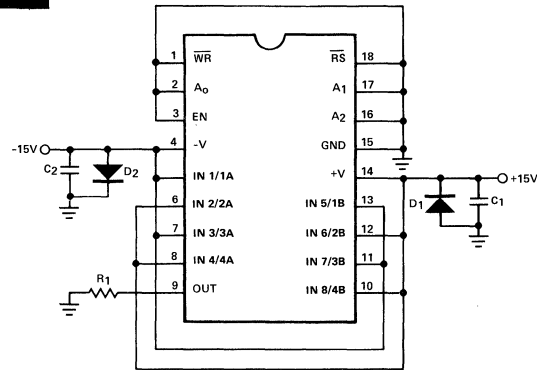 1 W̅R̅ R̅S̅ 18
2 A0 A1 17
3 EN A2 16
-15V 4 -V GND 15
C2 D2 +V 14 +15V
IN 1/1A
6 IN 2/2A IN 5/1B 13 D1 C1
7 IN 3/3A IN 6/2B 12
8 IN 4/4A IN 7/3B 11
R1 9 OUT IN 8/4B 10